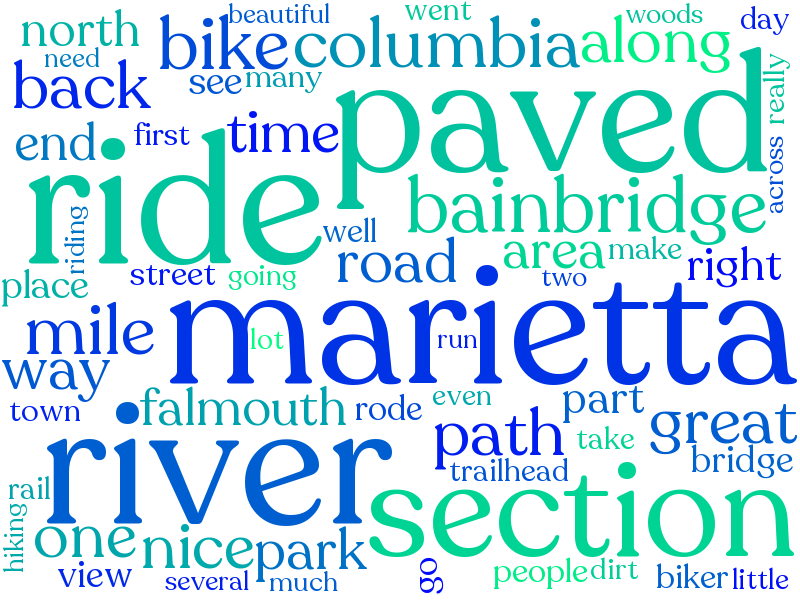 beautiful
went
woods
day
north
bike
columbia
along
need
back
see
many
paved
really
end
first
time
ride
across
bainbridge
riding
well
road
area
make
right
place
street
going
two
mile
marietta
lot
run
way
town
falmouth
rode
even
part
great
river
path
take
bridge
trailhead
rail
section
hiking
one
nice
park
view
several
much
go
people
dirt
biker
little